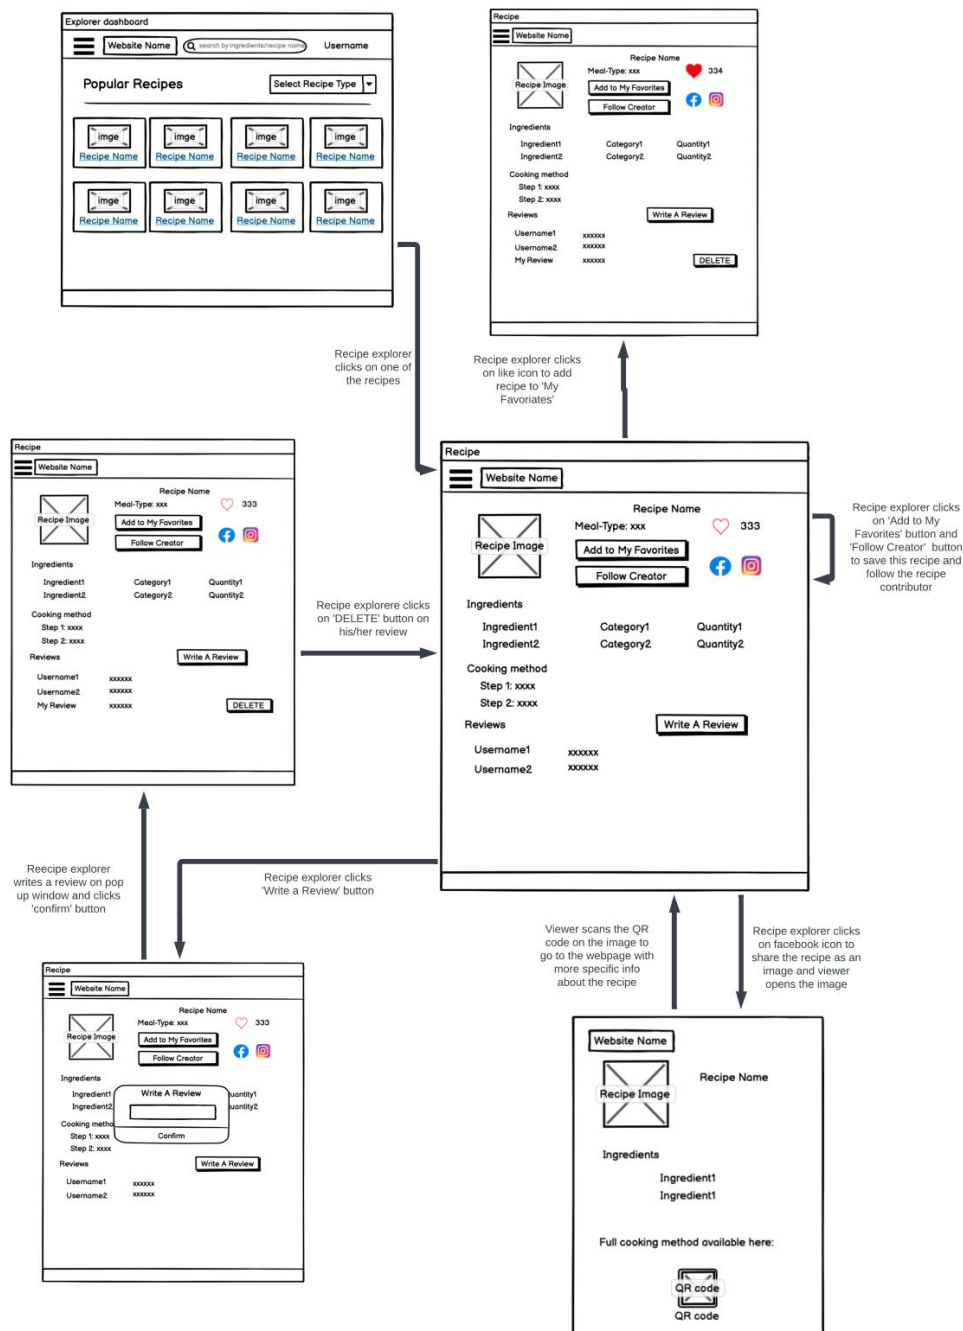 Explorer dashboard
Website Name
search by ingredients/recipe name
Username
Popular Recipes
Select Recipe Type
imge imge imge imge
Recipe Name Recipe Name Recipe Name Recipe Name
imge imge imge imge
Recipe Name Recipe Name Recipe Name Recipe Name
Recipe
Website Name
Recipe Name
Meal-Type: xxx 334
Recipe Image
Add to My Favorites
Follow Creator
Ingredients
Ingredient1 Category1 Quantity1
Ingredient2 Category2 Quantity2
Cooking method
Step 1: xxxx
Step 2: xxxx
Reviews Write A Review
Username1 xxxxxx
Username2 xxxxxx
My Review xxxxxx DELETE
Recipe explorer
clicks on one of
the recipes
Recipe explorer clicks
on like icon to add
recipe to 'My
Favoriates'
Recipe
Website Name
Recipe Name
Meal-Type: xxx 333
Recipe Image
Add to My Favorites
Follow Creator
Ingredients
Ingredient1 Category1 Quantity1
Ingredient2 Category2 Quantity2
Cooking method
Step 1: xxxx
Step 2: xxxx
Reviews Write A Review
Username1 xxxxxx
Username2 xxxxxx
My Review xxxxxx DELETE
Recipe explorere clicks
on 'DELETE' button on
his/her review
Recipe
Website Name
Recipe Name
Meal-Type: xxx 333
Recipe Image
Add to My Favorites
Follow Creator
Ingredients
Ingredient1 Category1 Quantity1
Ingredient2 Category2 Quantity2
Cooking method
Step 1: xxxx
Step 2: xxxx
Reviews Write A Review
Username1 xxxxxx
Username2 xxxxxx
Recipe explorer clicks
on 'Add to My
Favorites' button and
'Follow Creator' button
to save this recipe and
follow the recipe
contributor
Reecipe explorer
writes a review on pop
up window and clicks
'confirm' button
Recipe explorer clicks
'Write a Review' button
Viewer scans the QR
code on the image to
go to the webpage with
more specific info
about the recipe
Recipe explorer clicks
on facebook icon to
share the recipe as an
image and viewer
opens the image
Recipe
Website Name
Recipe Name
Meal-Type: xxx 333
Recipe Image
Add to My Favorites
Follow Creator
Ingredients
Ingredient1 uantity1
Ingredient2 uantity2
Write A Review
Confirm
Cooking metho
Step 1: xxxx
Step 2: xxxx
Reviews Write A Review
Username1 xxxxxx
Username2 xxxxxx
Website Name
Recipe Image
Recipe Name
Ingredients
Ingredient1
Ingredient1
Full cooking method available here:
QR code
QR code